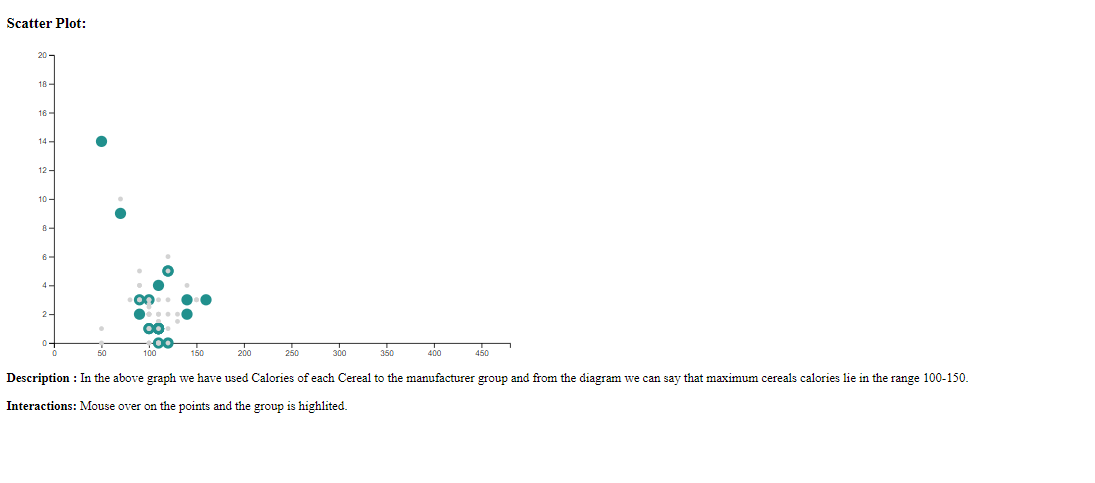 Scatter Plot:
20
18
16
14
12
10
8
6
4
2
0
0 50 100 150 200 250 300 350 400 450
Description : In the above graph we have used Calories of each Cereal to the manufacturer group and from the diagram we can say that maximum cereals calories lie in the range 100-150.
Interactions: Mouse over on the points and the group is highlited.